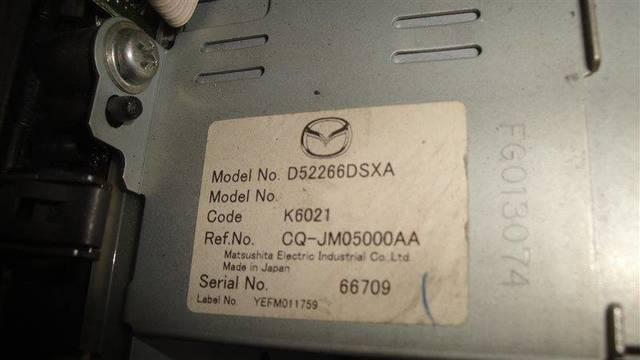 Model No. D52266DSXA
Model No.
Code K6021
Ref.No. CQ-JM05000AA
Matsushita Electric Industrial Co.,Ltd.
Made in Japan
Serial No. 66709
Label No. YEFM011759
FG013074